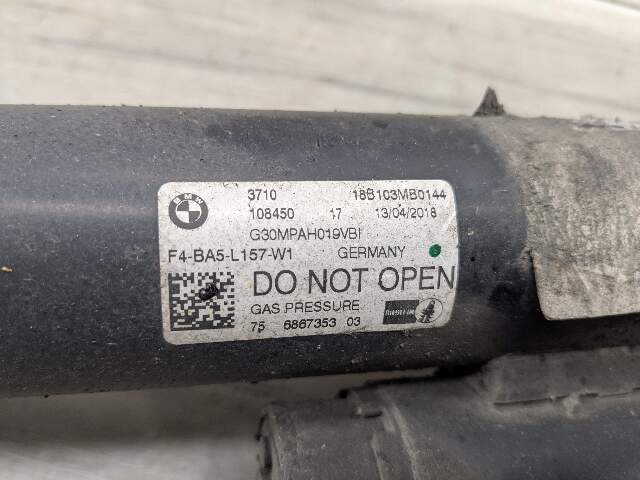 BMW
3710 18B103MB0144
108450 17 13/04/2018
G30MPAH019VBI
F4-BA5-L157-W1 GERMANY
DO NOT OPEN
GAS PRESSURE
75 6867353 03